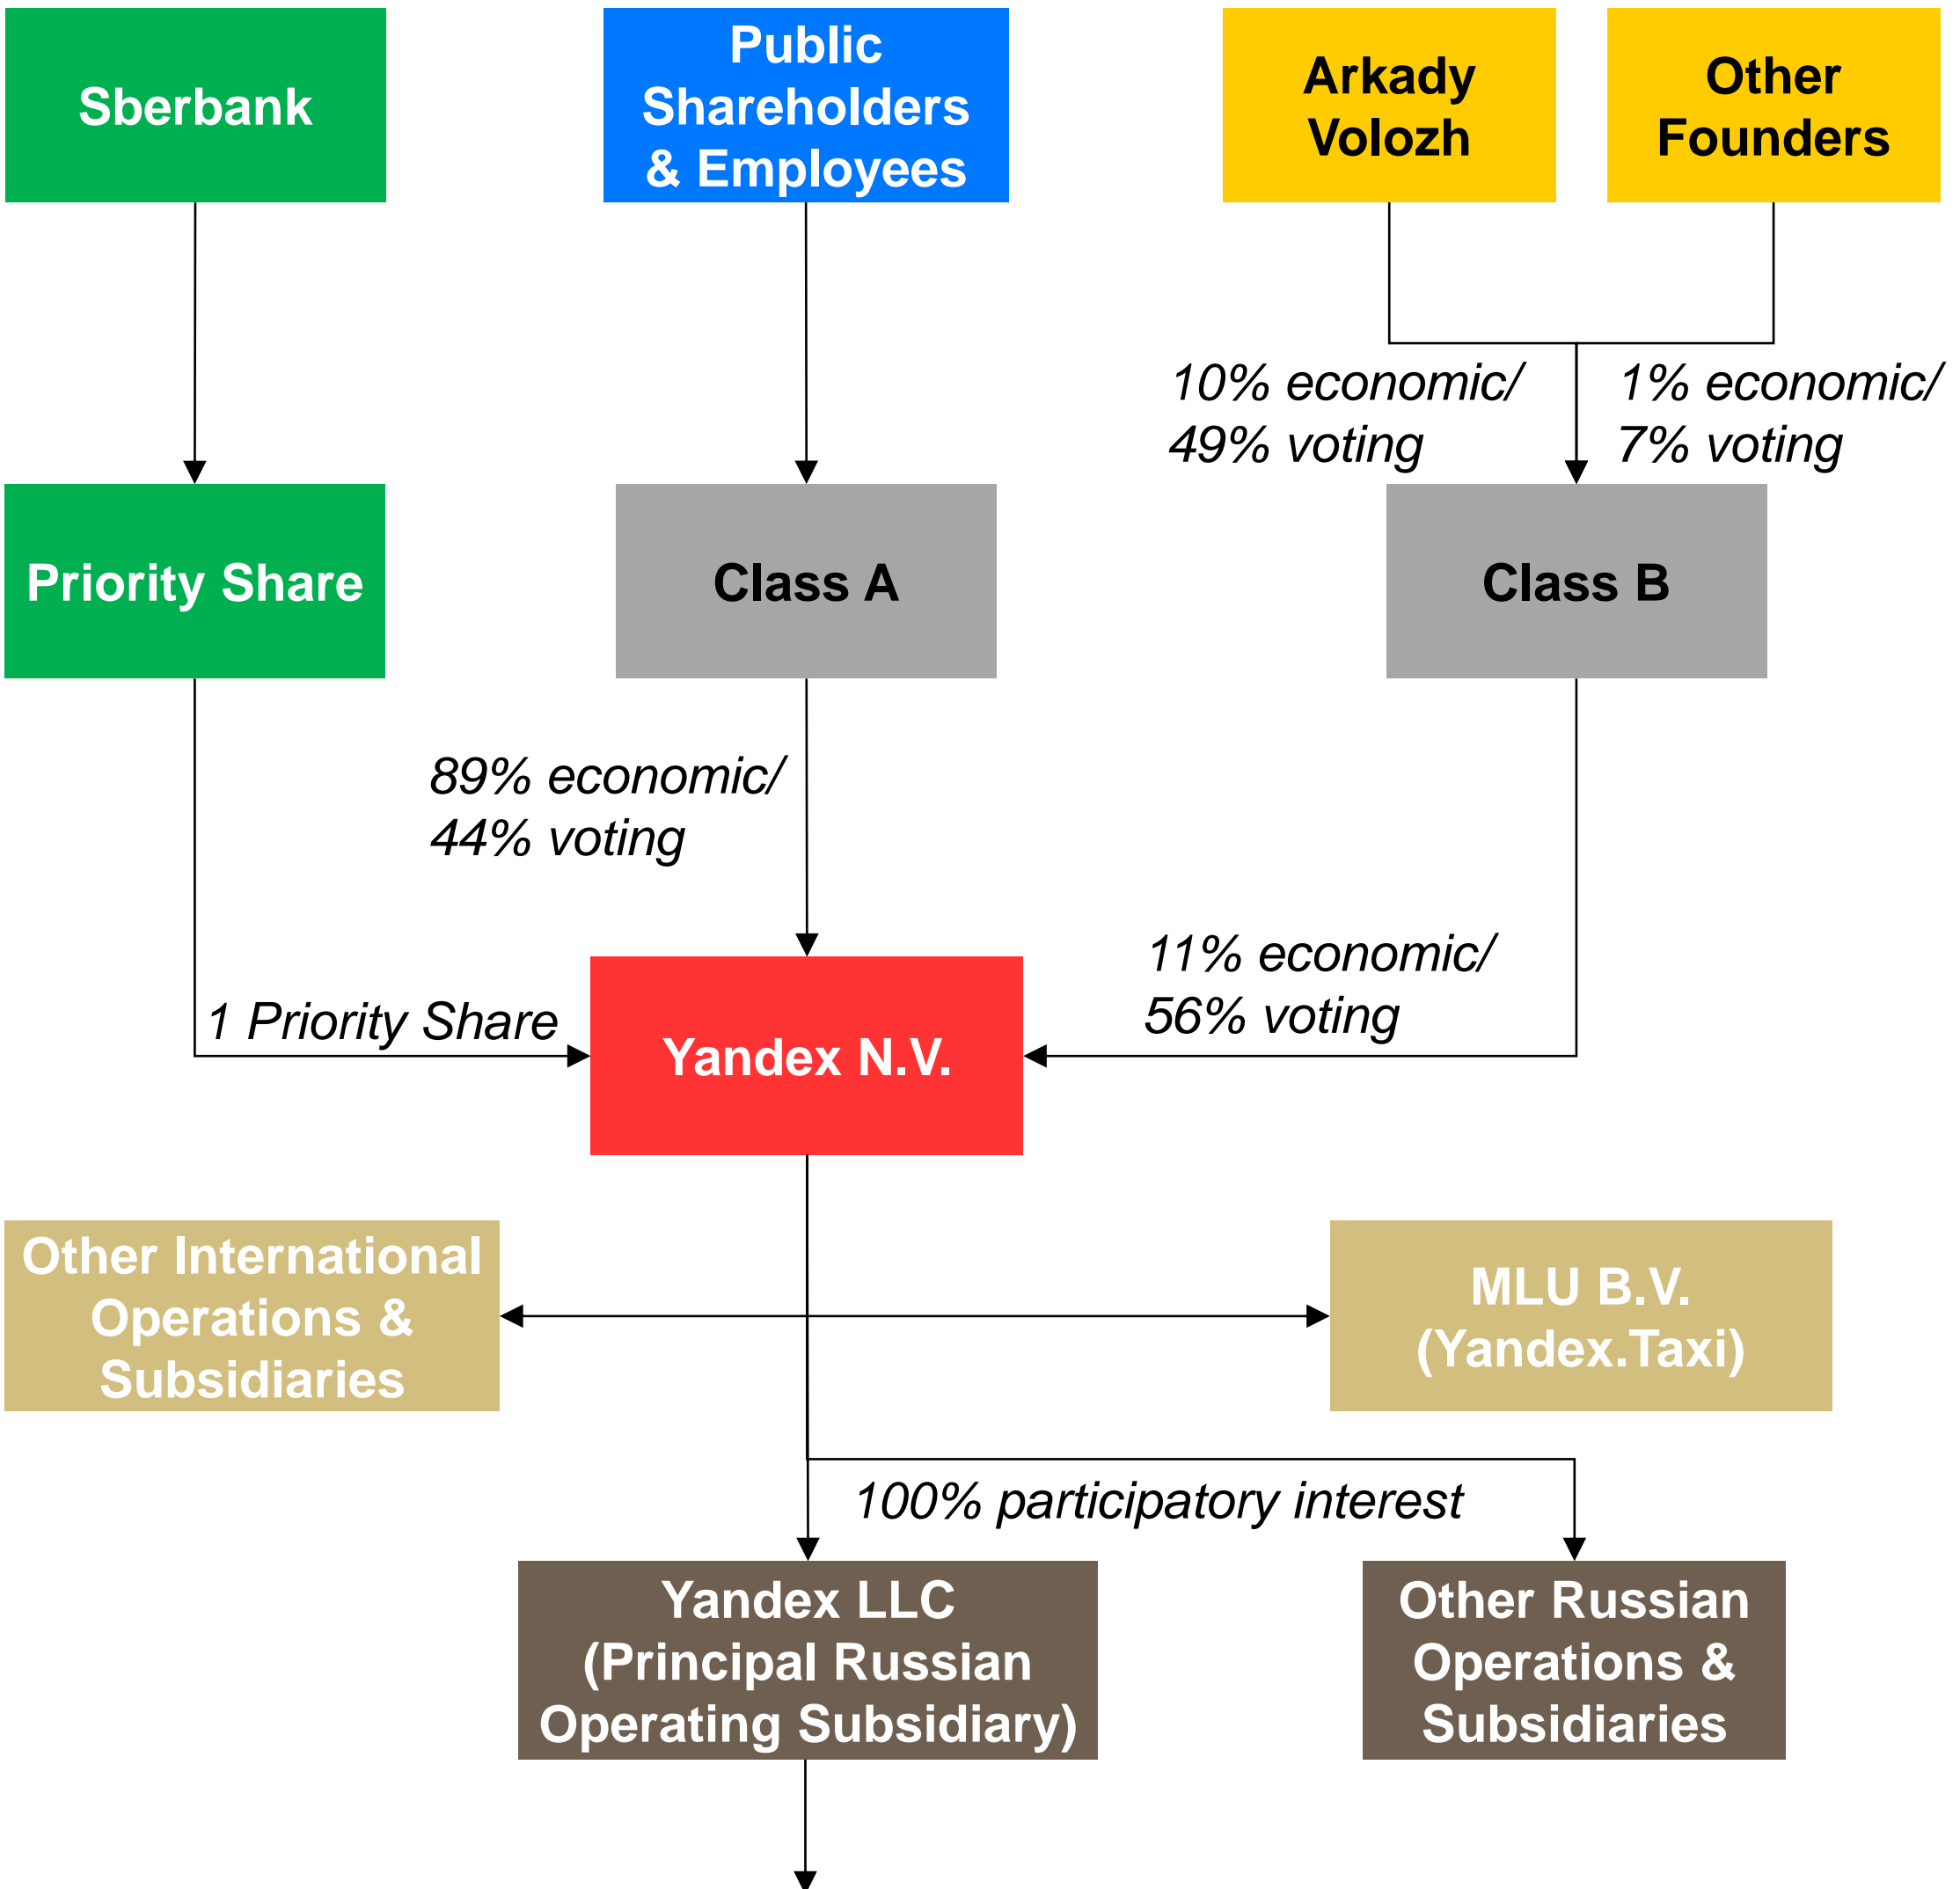 Sberbank
Public
Shareholders
& Employees
Arkady
Volozh
Other
Founders
10% economic/
49% voting
1% economic/
7% voting
Priority Share
Class A
Class B
89% economic/
44% voting
11% economic/
56% voting
1 Priority Share
Yandex N.V.
Other International
Operations &
Subsidiaries
MLU B.V.
(Yandex.Taxi)
100% participatory interest
Yandex LLC
(Principal Russian
Operating Subsidiary)
Other Russian
Operations &
Subsidiaries